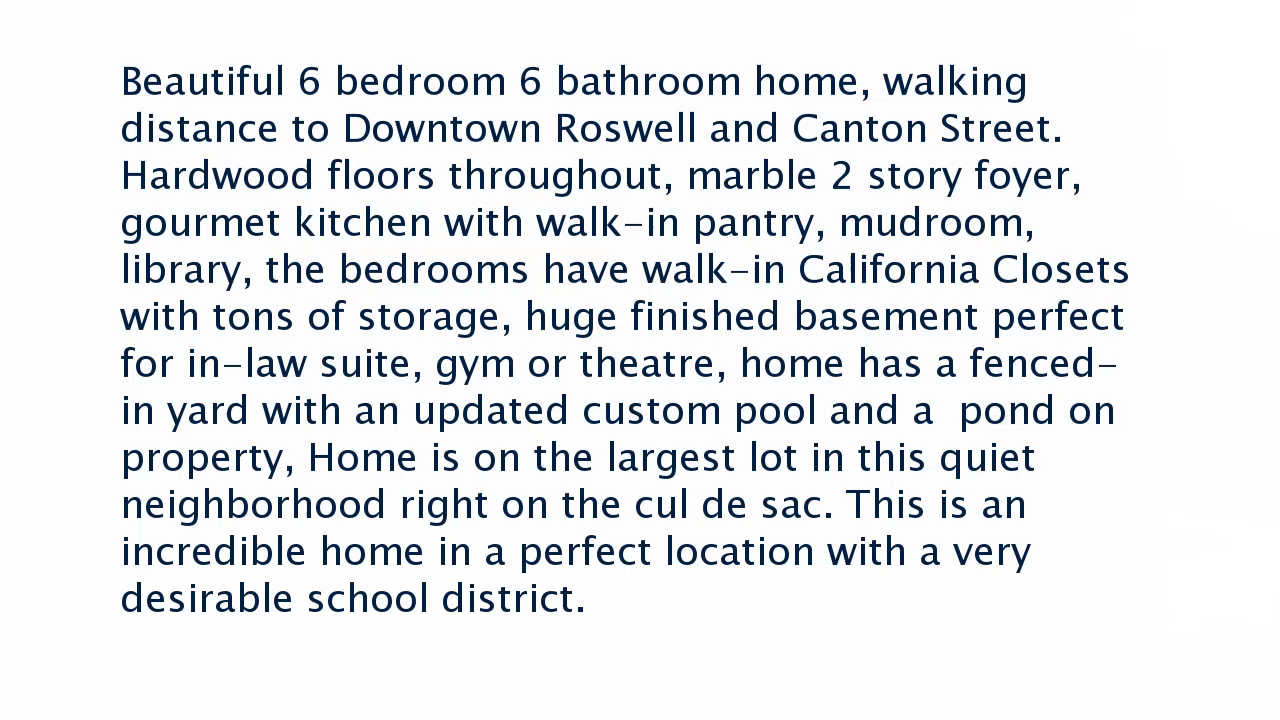 Beautiful 6 bedroom 6 bathroom home, walking
distance to Downtown Roswell and Canton Street.
Hardwood floors throughout, marble 2 story foyer,
gourmet kitchen with walk-in pantry, mudroom,
library, the bedrooms have walk-in California Closets
with tons of storage, huge finished basement perfect
for in-law suite, gym or theatre, home has a fenced-
in yard with an updated custom pool and a  pond on
property, Home is on the largest lot in this quiet
neighborhood right on the cul de sac. This is an
incredible home in a perfect location with a very
desirable school district.